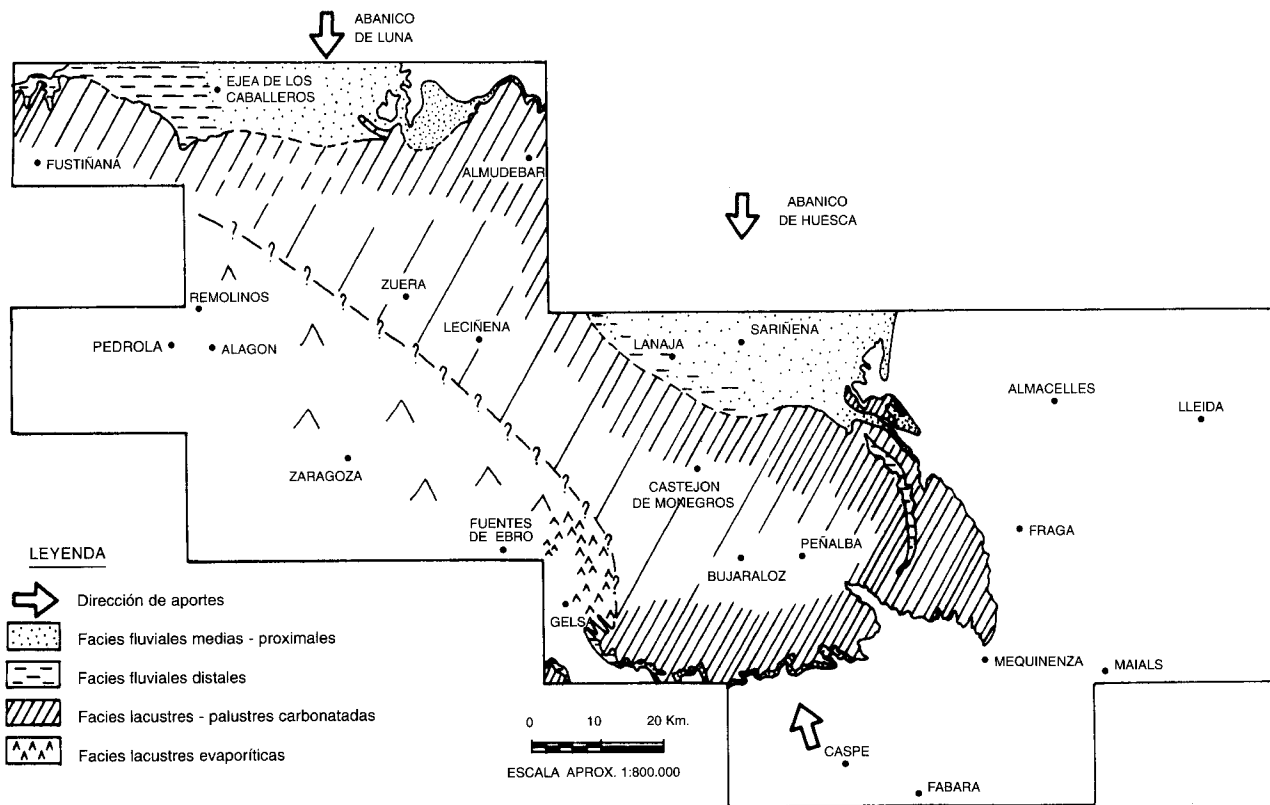 ABANICO
DE LUNA
EJEA DE LOS
CABALLEROS
FUSTIÑANA
ALMUDEBAR
ABANICO
DE HUESCA
?
?
?
?
?
?
?
?
?
?
?
?
ZUERA
REMOLINOS
LECIÑENA
PEDROLA
ALAGON
SARIÑENA
LANAJA
ALMACELLES
LLEIDA
ZARAGOZA
CASTEJON
DE MONEGROS
FUENTES
DE EBRO
PEÑALBA
BUJARALOZ
FRAGA
GELSA
MEQUINENZA
MAIALS
CASPE
FABARA
LEYENDA
Dirección de aportes
Facies fluviales medias - proximales
Facies fluviales distales
Facies lacustres - palustres carbonatadas
Facies lacustres evaporíticas
0 10 20 Km.
ESCALA APROX. 1:800.000